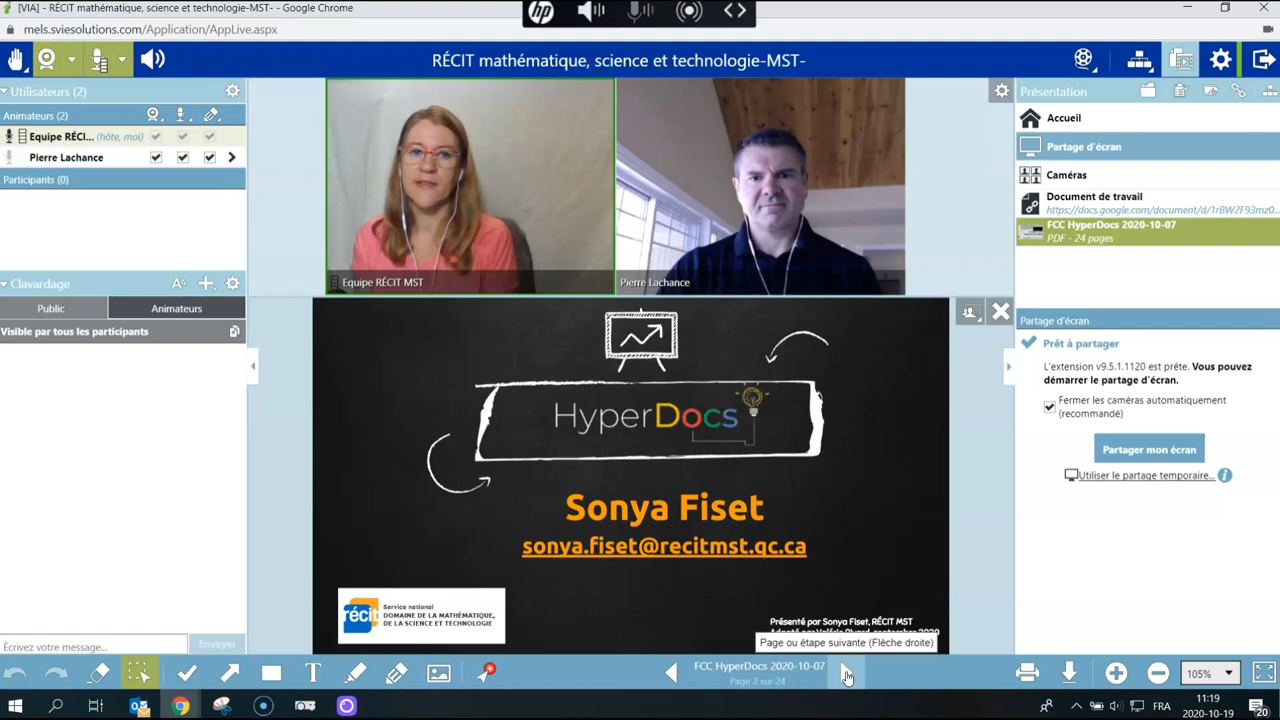 [VIA] - RÉCIT mathématique, science et technologie-MST- - Google Chrome
mels.sviesolutions.com/Application/AppLive.aspx
hp
RÉCIT mathématique, science et technologie-MST-
Utilisateurs (2)
Animateurs (2)
Equipe RÉCI... (hôte, moi)
Pierre Lachance
Participants (0)
Clavardage
Public
Animateurs
Visible par tous les participants
Écrivez votre message...
Envoyer
Equipe RÉCIT MST
Pierre Lachance
HyperDocs
Sonya Fiset
sonya.fiset@recitmst.qc.ca
récit
Service national
DOMAINE DE LA MATHÉMATIQUE,
DE LA SCIENCE ET TECHNOLOGIE
Présenté par Sonya Fiset, RÉCIT MST
Page ou étape suivante (Flèche droite)
FCC HyperDocs 2020-10-07
Page 2 sur 24
Présentation
Accueil
Partage d'écran
Caméras
Document de travail
https://docs.google.com/document/d/1rBW2F93mz0...
FCC HyperDocs 2020-10-07
PDF - 24 pages
Partage d'écran
Prêt à partager
L'extension v9.5.1.1120 est prête. Vous pouvez
démarrer le partage d'écran.
Fermer les caméras automatiquement
(recommandé)
Partager mon écran
Utiliser le partage temporaire...
105%
FRA
11:19
2020-10-19
20